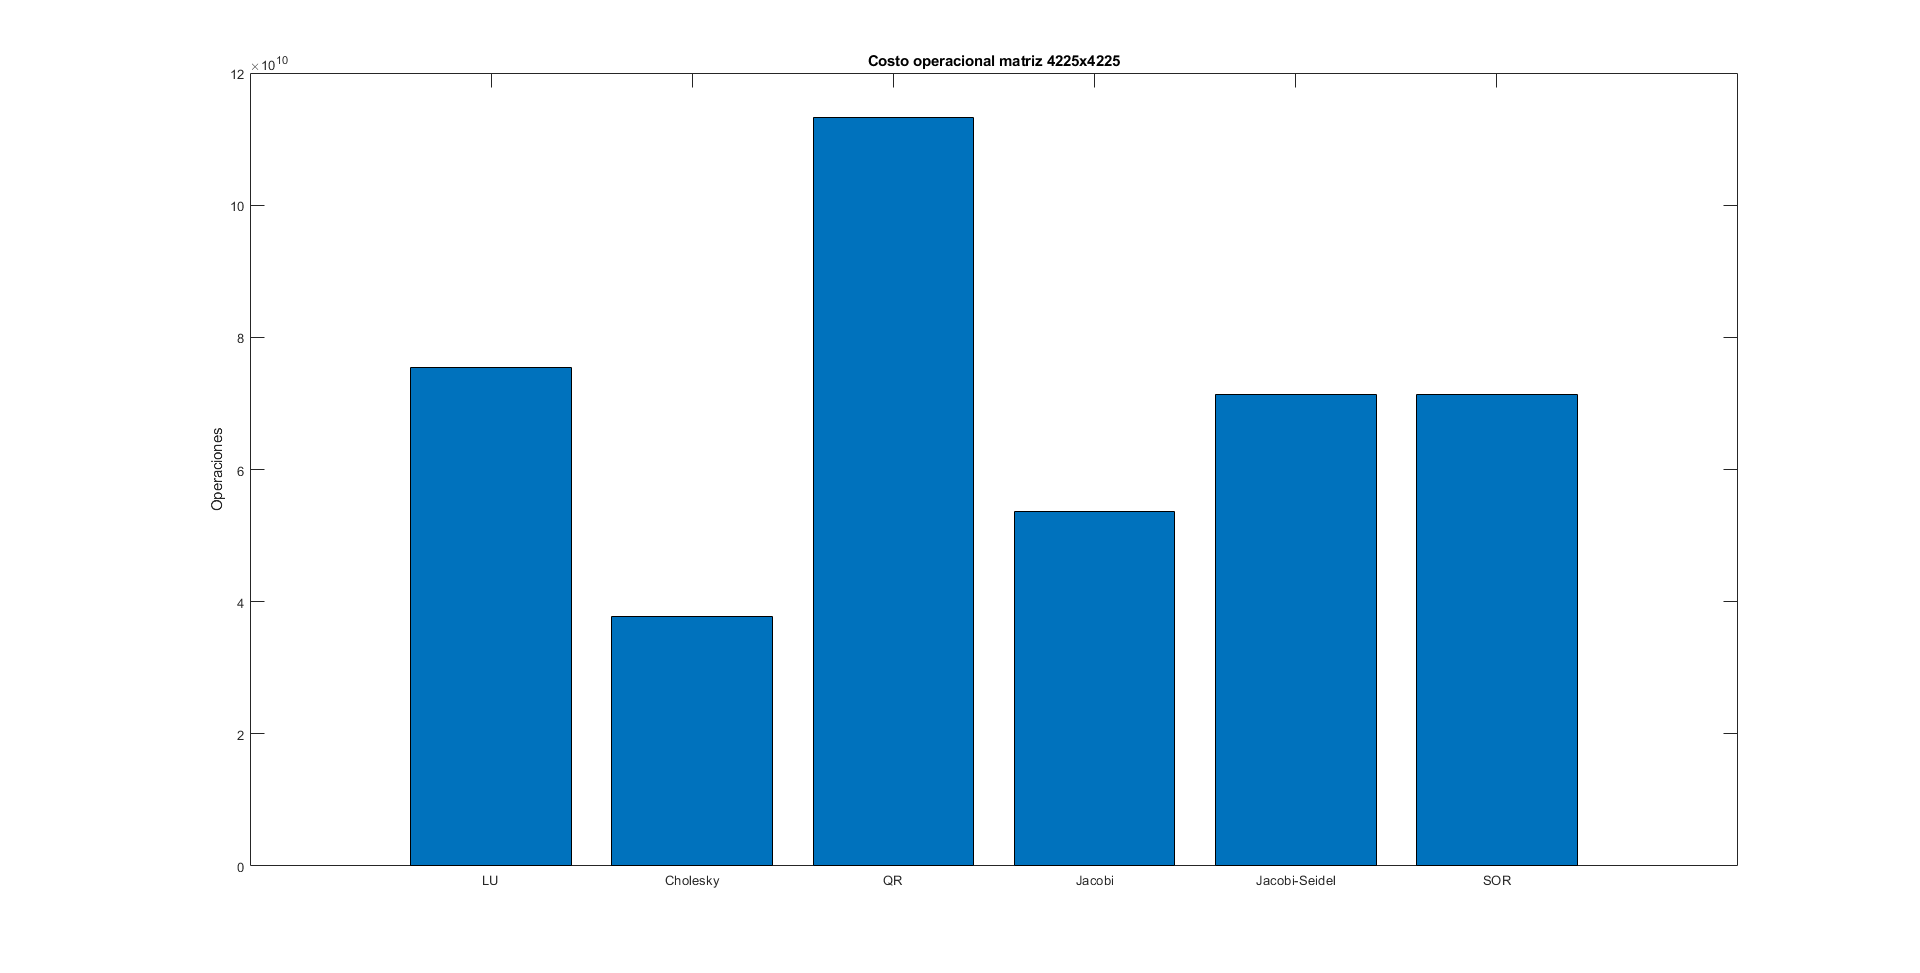 Costo operacional matriz 4225x4225
×10^10
12
10
8
6
4
2
0
Operaciones
LU Cholesky QR Jacobi Jacobi-Seidel SOR